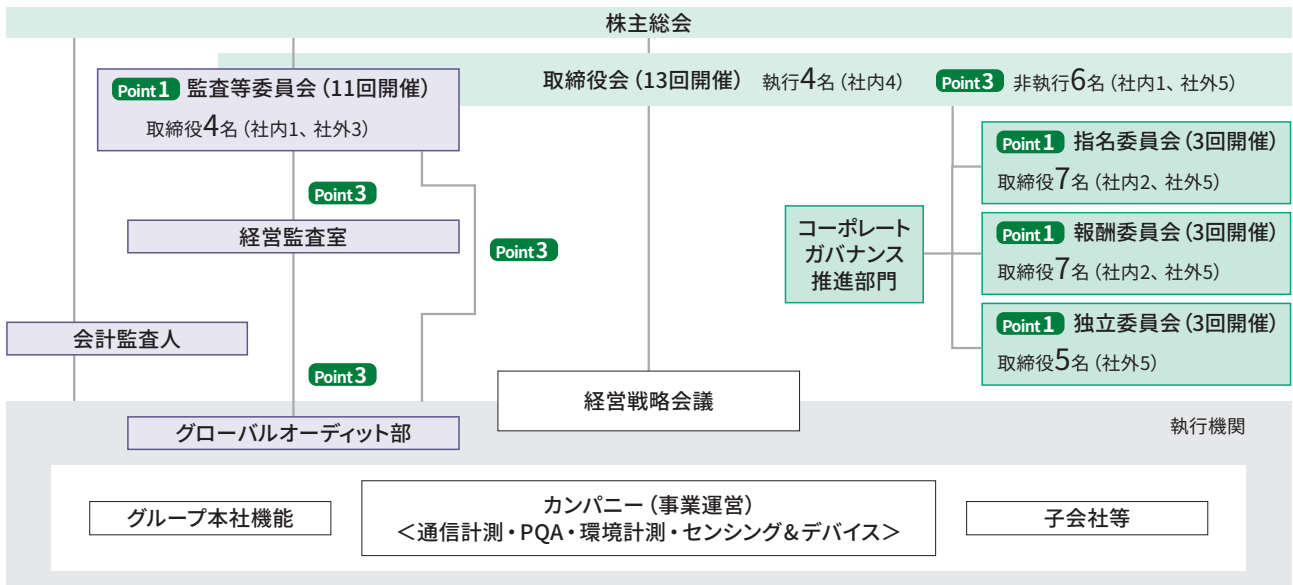 株主総会
取締役会（13回開催） 執行4名（社内4） Point3 非執行6名（社内1、社外5）
Point1 監査等委員会（11回開催）
取締役4名（社内1、社外3）
Point1 指名委員会（3回開催）
取締役7名（社内2、社外5）
Point3
経営監査室
Point3
コーポレート
ガバナンス
推進部門
Point1 報酬委員会（3回開催）
取締役7名（社内2、社外5）
会計監査人
Point1 独立委員会（3回開催）
取締役5名（社外5）
Point3
経営戦略会議
グローバルオーディット部
執行機関
グループ本社機能
カンパニー（事業運営）
＜通信計測・PQA・環境計測・センシング＆デバイス＞
子会社等